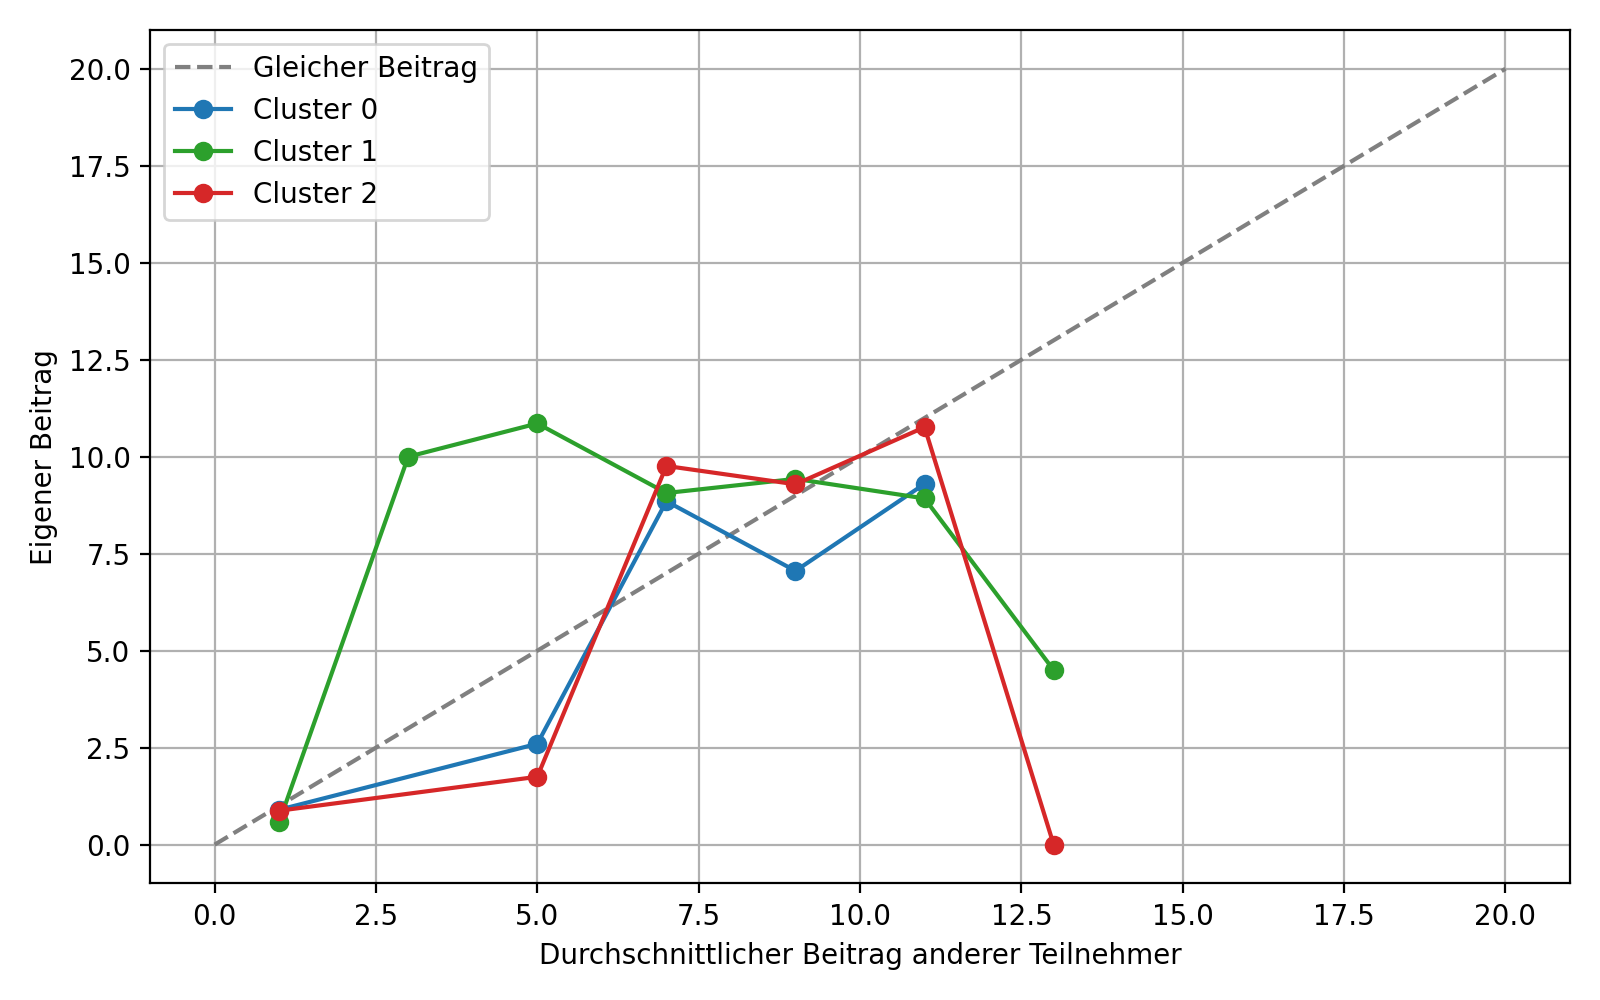 Gleicher Beitrag
Cluster 0
Cluster 1
Cluster 2
20.0
17.5
15.0
12.5
10.0
7.5
5.0
2.5
0.0
Eigener Beitrag
0.0 2.5 5.0 7.5 10.0 12.5 15.0 17.5 20.0
Durchschnittlicher Beitrag anderer Teilnehmer